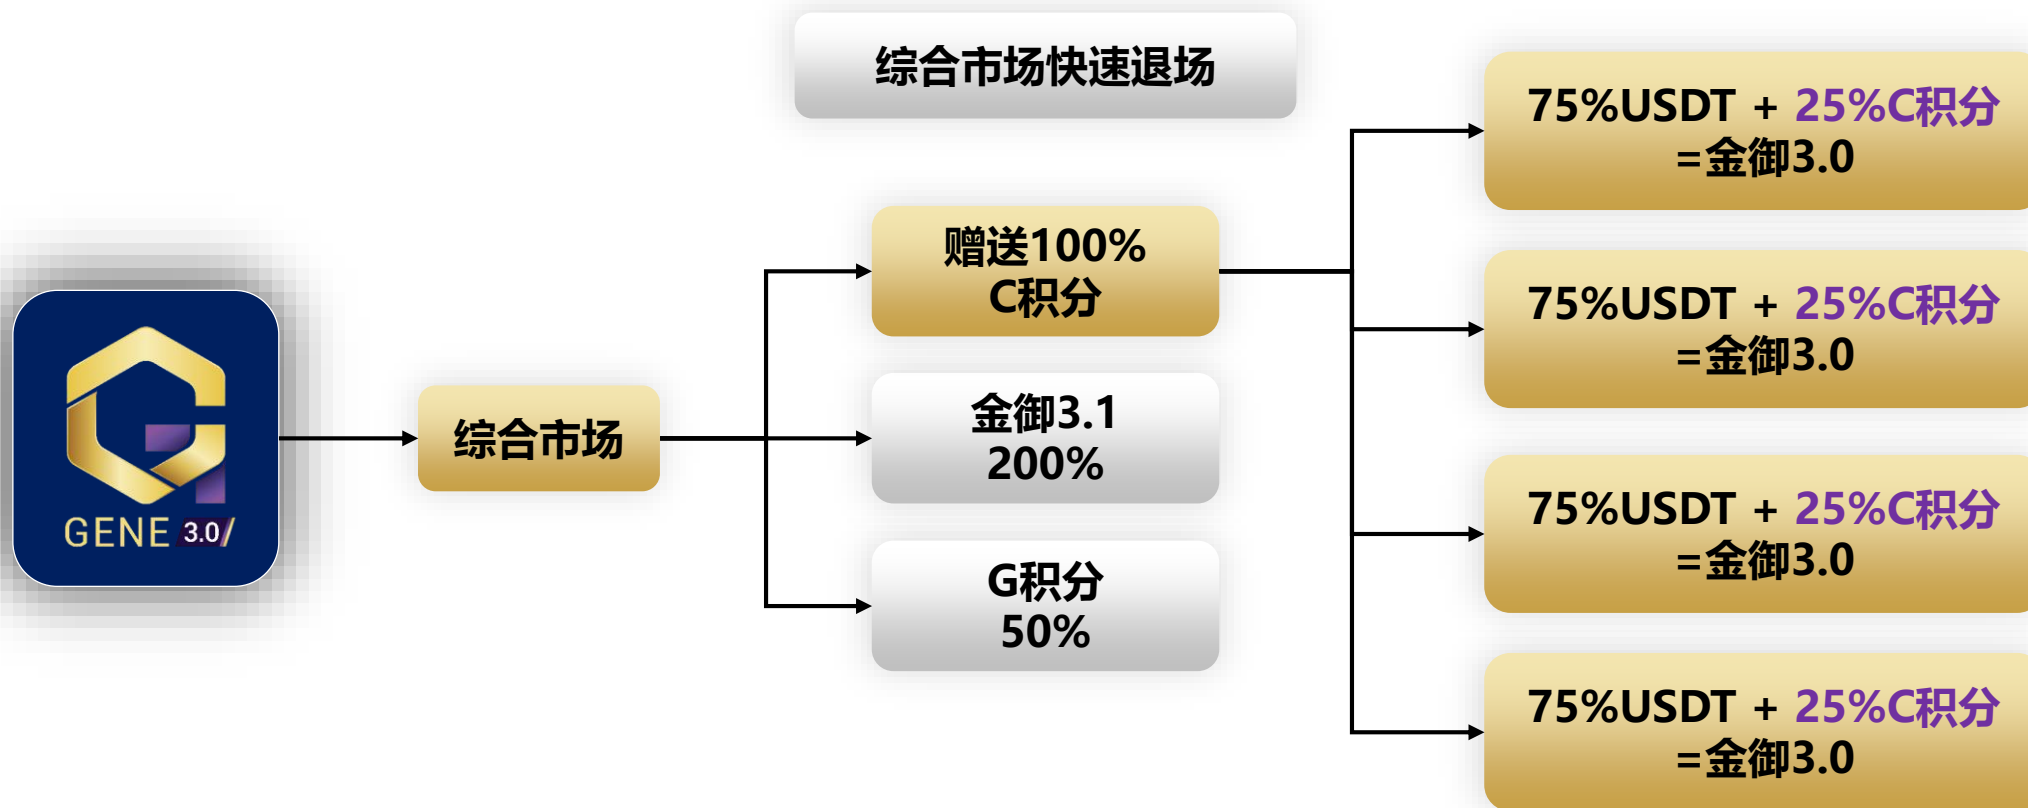 综合市场快速退场
GENE 3.0/
综合市场
赠送100%
C积分
金御3.1
200%
G积分
50%
75%USDT + 25%C积分
=金御3.0
75%USDT + 25%C积分
=金御3.0
75%USDT + 25%C积分
=金御3.0
75%USDT + 25%C积分
=金御3.0